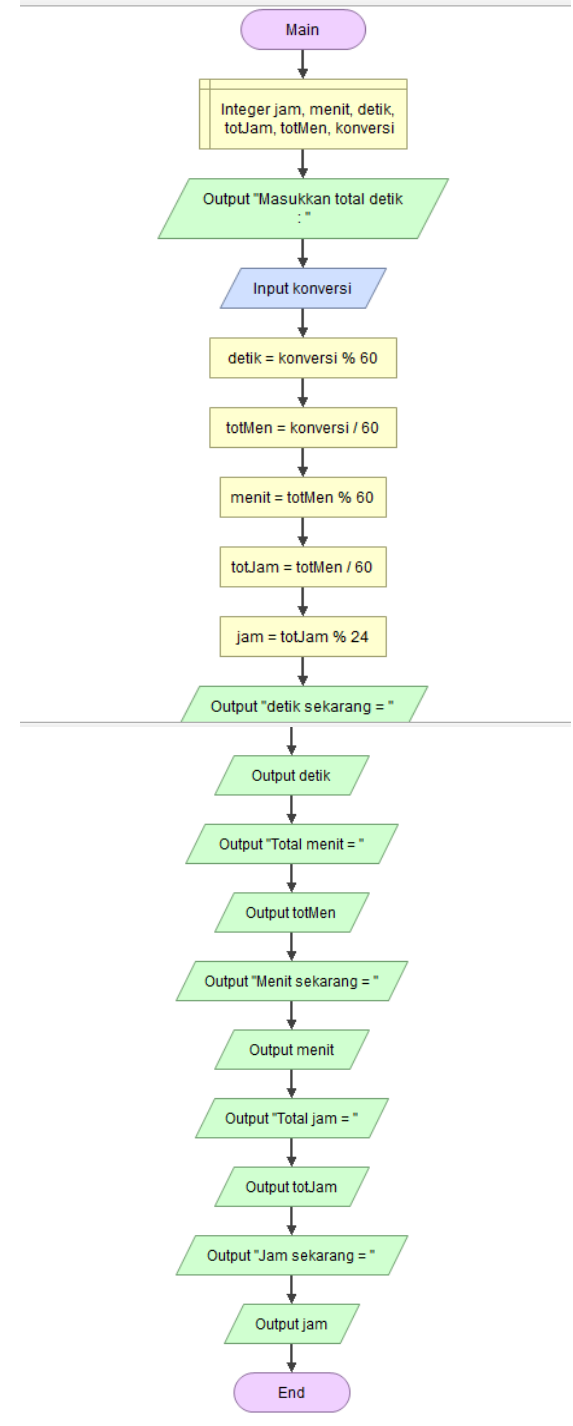 Main
Integer jam, menit, detik,
totJam, totMen, konversi
Output "Masukkan total detik
: "
Input konversi
detik = konversi % 60
totMen = konversi / 60
menit = totMen % 60
totJam = totMen / 60
jam = totJam % 24
Output "detik sekarang = "
Output detik
Output "Total menit = "
Output totMen
Output "Menit sekarang = "
Output menit
Output "Total jam = "
Output totJam
Output "Jam sekarang = "
Output jam
End